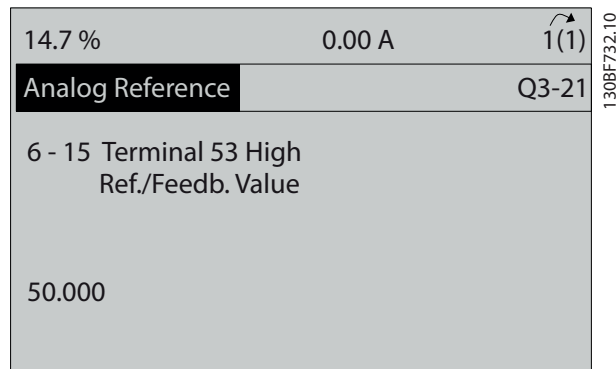 14.7 % 0.00 A 1(1)
Analog Reference Q3-21
6 - 15 Terminal 53 High
Ref./Feedb. Value
50.000
130BF732.10